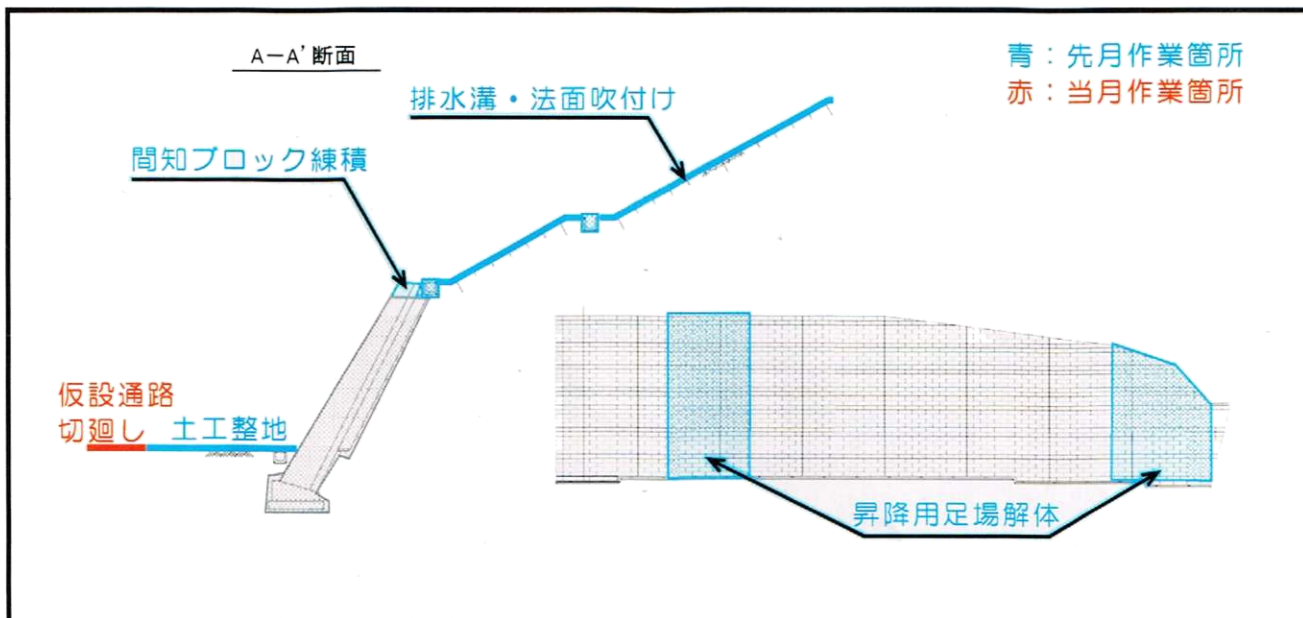 A－A'断面
青：先月作業箇所
赤：当月作業箇所
排水溝・法面吹付け
間知ブロック練積
仮設通路
切廻し
土工整地
昇降用足場解体